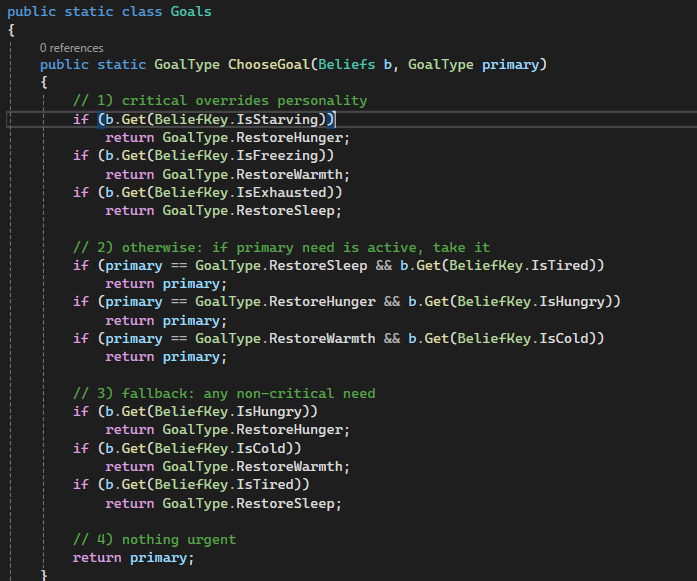 public static class Goals
{
0 references
public static GoalType ChooseGoal(Beliefs b, GoalType primary)
{
// 1) critical overrides personality
if (b.Get(BeliefKey.IsStarving))
return GoalType.RestoreHunger;
if (b.Get(BeliefKey.IsFreezing))
return GoalType.RestoreWarmth;
if (b.Get(BeliefKey.IsExhausted))
return GoalType.RestoreSleep;
// 2) otherwise: if primary need is active, take it
if (primary == GoalType.RestoreSleep && b.Get(BeliefKey.IsTired))
return primary;
if (primary == GoalType.RestoreHunger && b.Get(BeliefKey.IsHungry))
return primary;
if (primary == GoalType.RestoreWarmth && b.Get(BeliefKey.IsCold))
return primary;
// 3) fallback: any non-critical need
if (b.Get(BeliefKey.IsHungry))
return GoalType.RestoreHunger;
if (b.Get(BeliefKey.IsCold))
return GoalType.RestoreWarmth;
if (b.Get(BeliefKey.IsTired))
return GoalType.RestoreSleep;
// 4) nothing urgent
return primary;
}